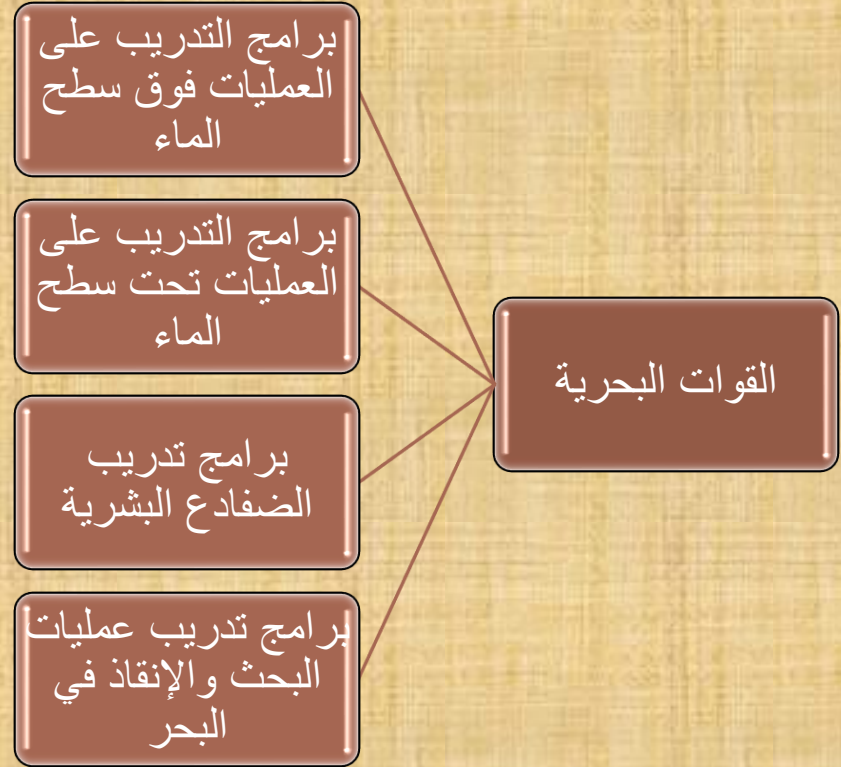 القوات البحرية
برامج التدريب على
العمليات فوق سطح
الماء
برامج التدريب على
العمليات تحت سطح
الماء
برامج تدريب
الضفادع البشرية
برامج تدريب عمليات
البحث والإنقاذ في
البحر